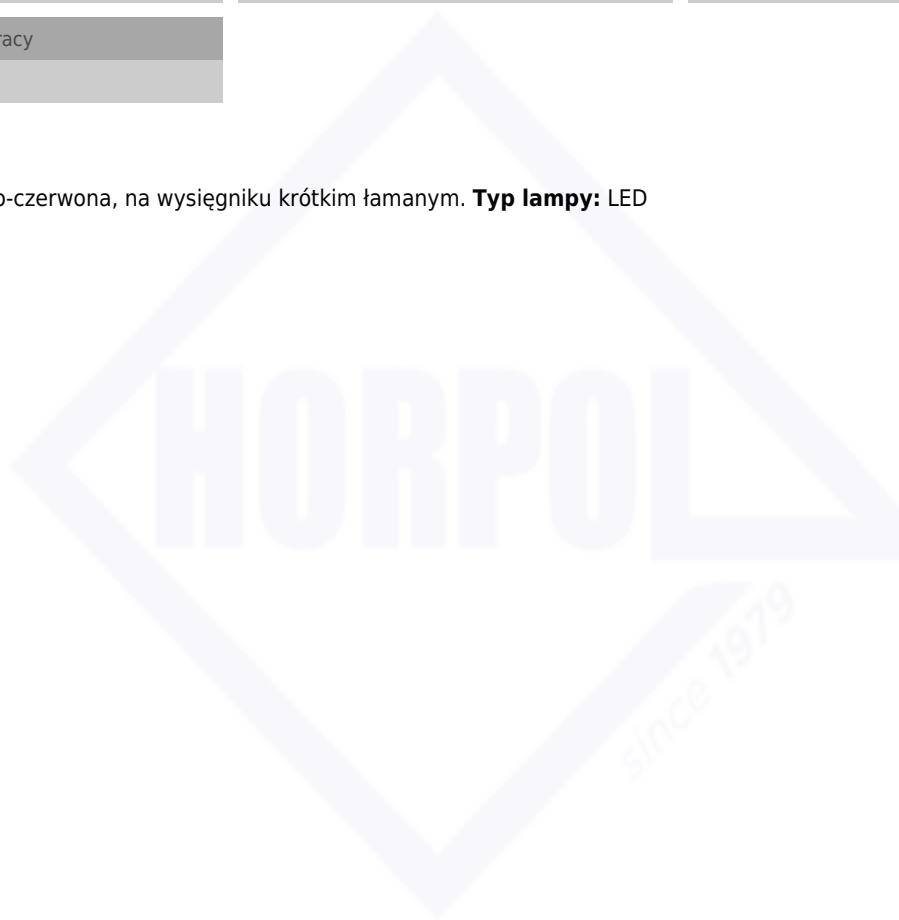 racy
o-czerwona, na wysięgniku krótkim łamanym. Typ lampy: LED
HORPOL
since 1979